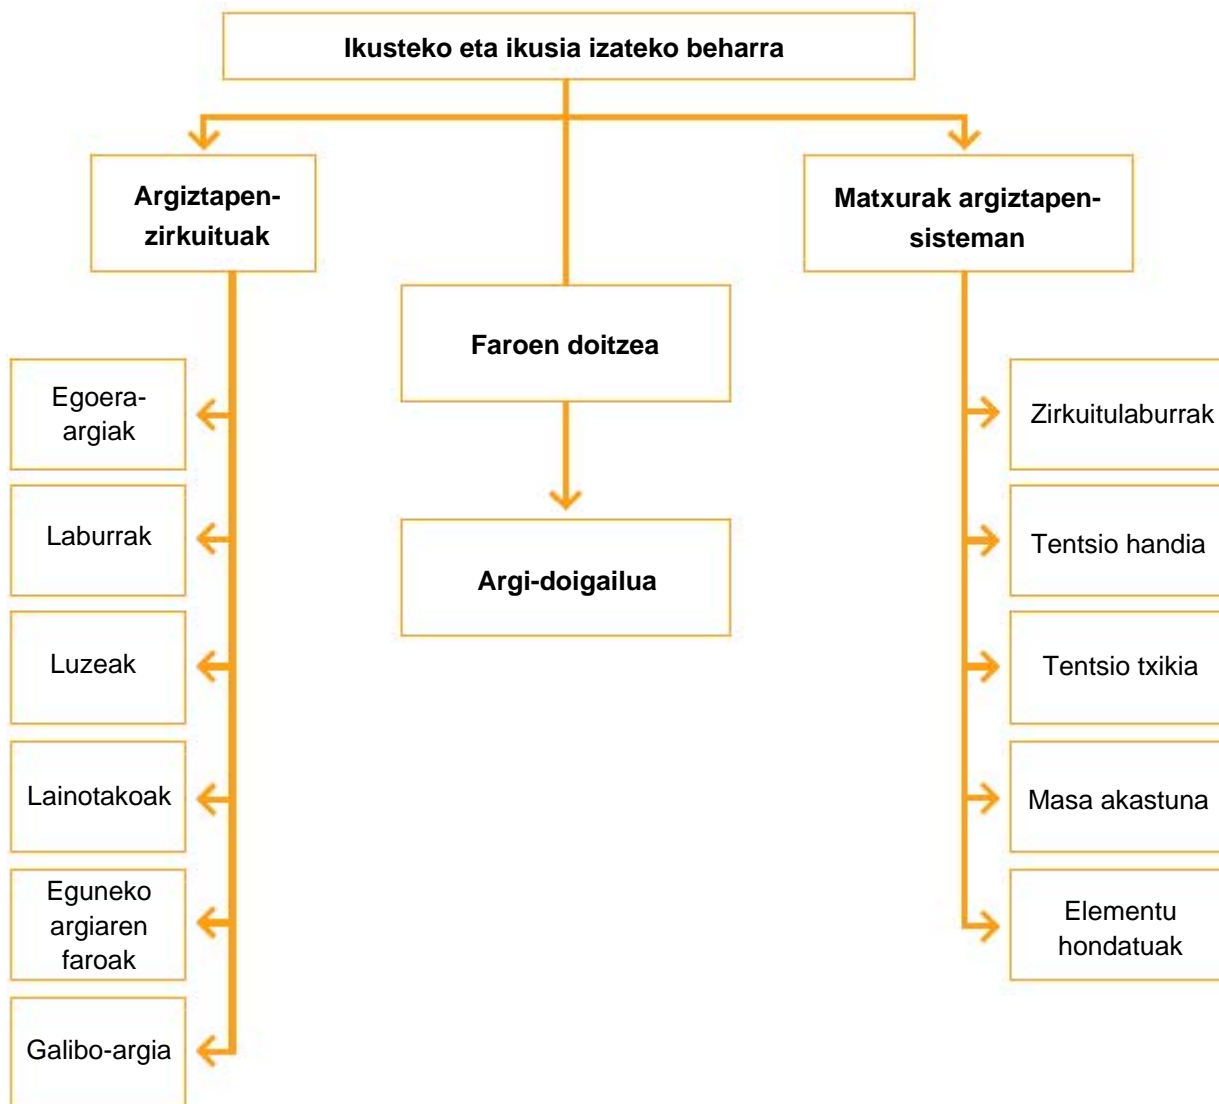 Ikusteko eta ikusia izateko beharra
Argiztapen-
zirkuituak
Matxurak argiztapen-
sisteman
Faroen doitzea
Argi-doigailua
Egoera-
argiak
Laburrak
Luzeak
Lainotakoak
Eguneko
argiaren
faroak
Galibo-argia
Zirkuitulaburrak
Tentsio handia
Tentsio txikia
Masa akastuna
Elementu
hondatuak